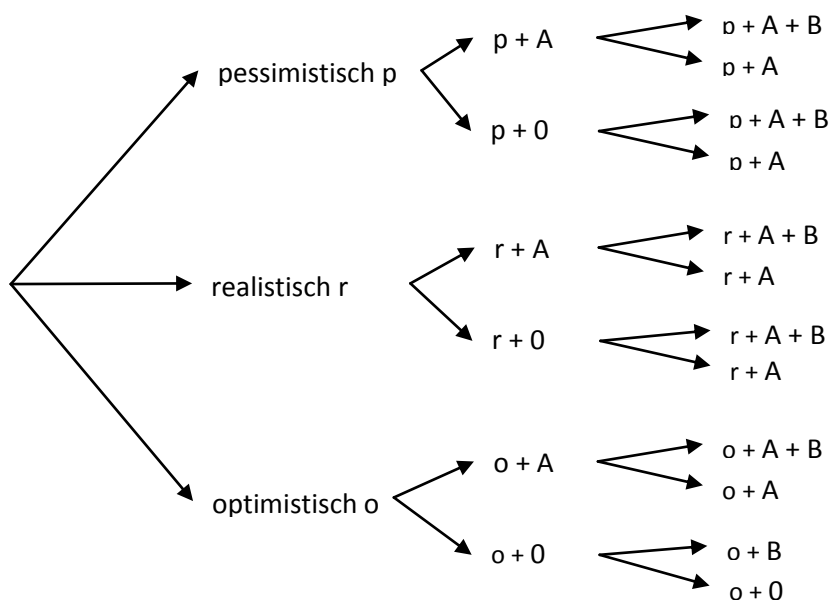 pessimistisch p
p + A
p + A + B
p + A
p + 0
p + A + B
p + A
realistisch r
r + A
r + A + B
r + A
r + 0
r + A + B
r + A
optimistisch o
o + A
o + A + B
o + A
o + 0
o + B
o + 0